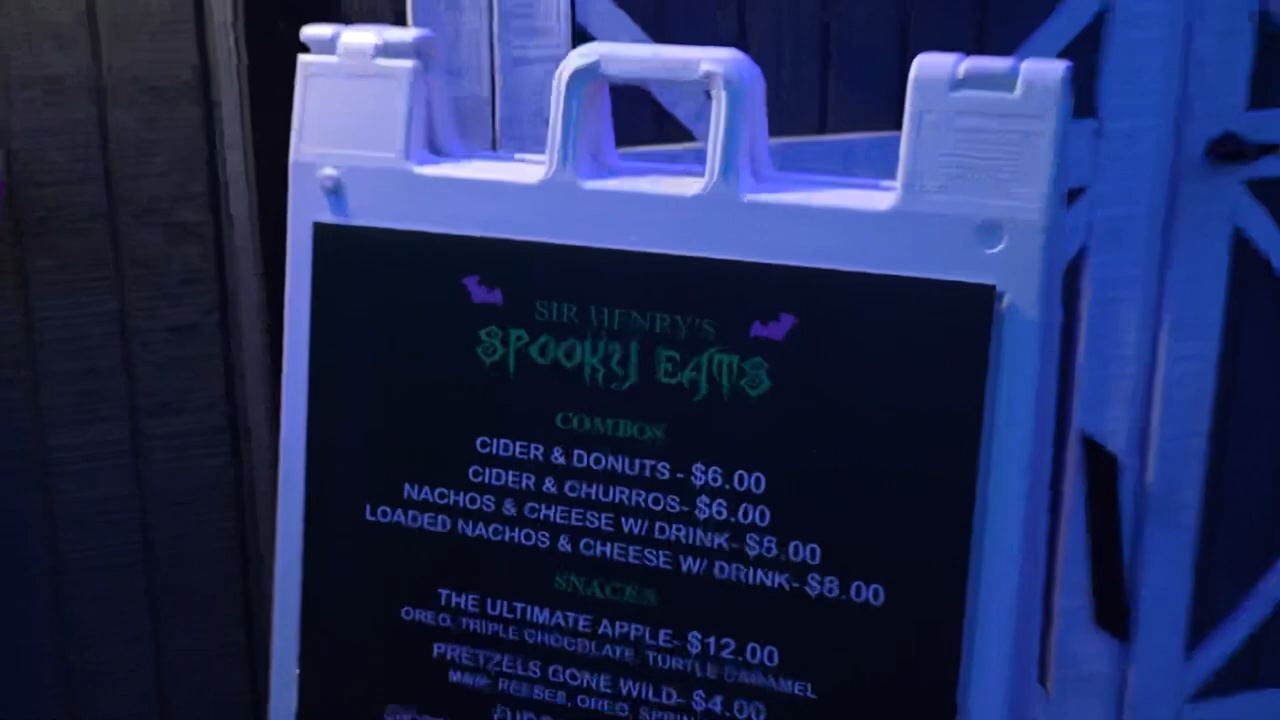 SIR HENRY'S
SPOOKY EATS
COMBOS
CIDER & DONUTS - $6.00
CIDER & CHURROS- $6.00
NACHOS & CHEESE W/ DRINK- $8.00
LOADED NACHOS & CHEESE W/ DRINK- $8.00
SNACKS
THE ULTIMATE APPLE- $12.00
OREO, TRIPLE CHOCOLATE, TURTLE CARAMEL
PRETZELS GONE WILD- $4.00
REESES, OREO,